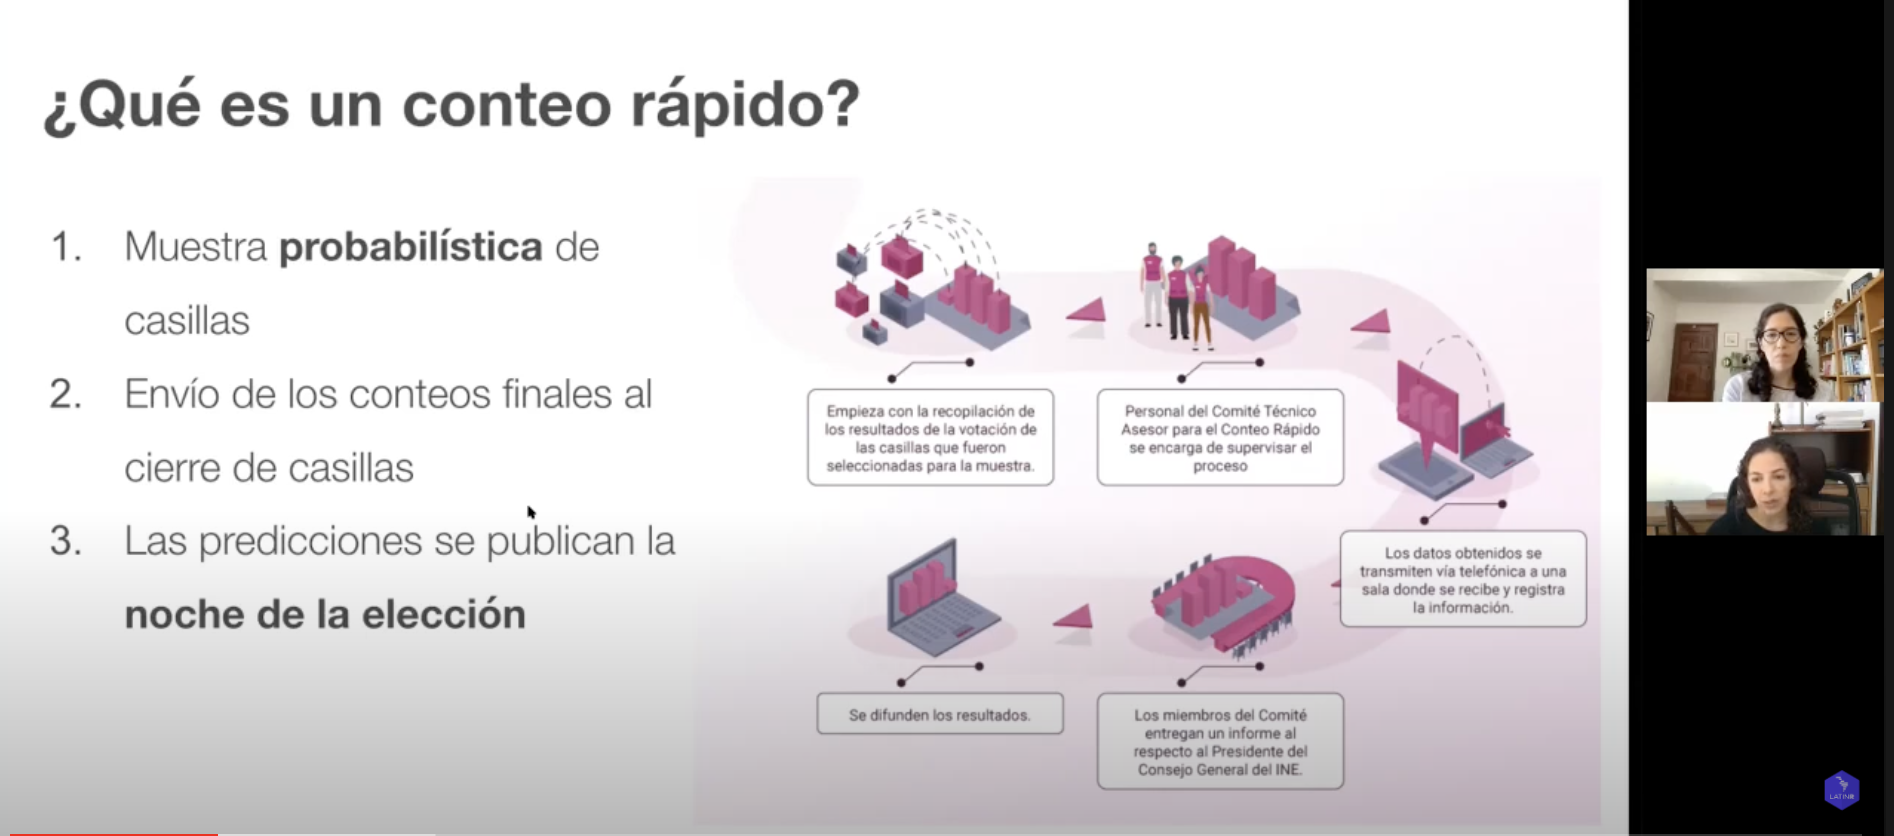 ¿Qué es un conteo rápido?
1. Muestra probabilística de
casillas
2. Envío de los conteos finales al
cierre de casillas
3. Las predicciones se publican la
noche de la elección
Empieza con la recopilación de
los resultados de la votación de
las casillas que fueron
seleccionadas para la muestra.
Personal del Comité Técnico
Asesor para el Conteo Rápido
se encarga de supervisar el
proceso
Los datos obtenidos se
transmiten vía telefónica a una
sala donde se recibe y registra
la información.
Los miembros del Comité
entregan un informe al
respecto al Presidente del
Consejo General del INE.
Se difunden los resultados.
LATINR